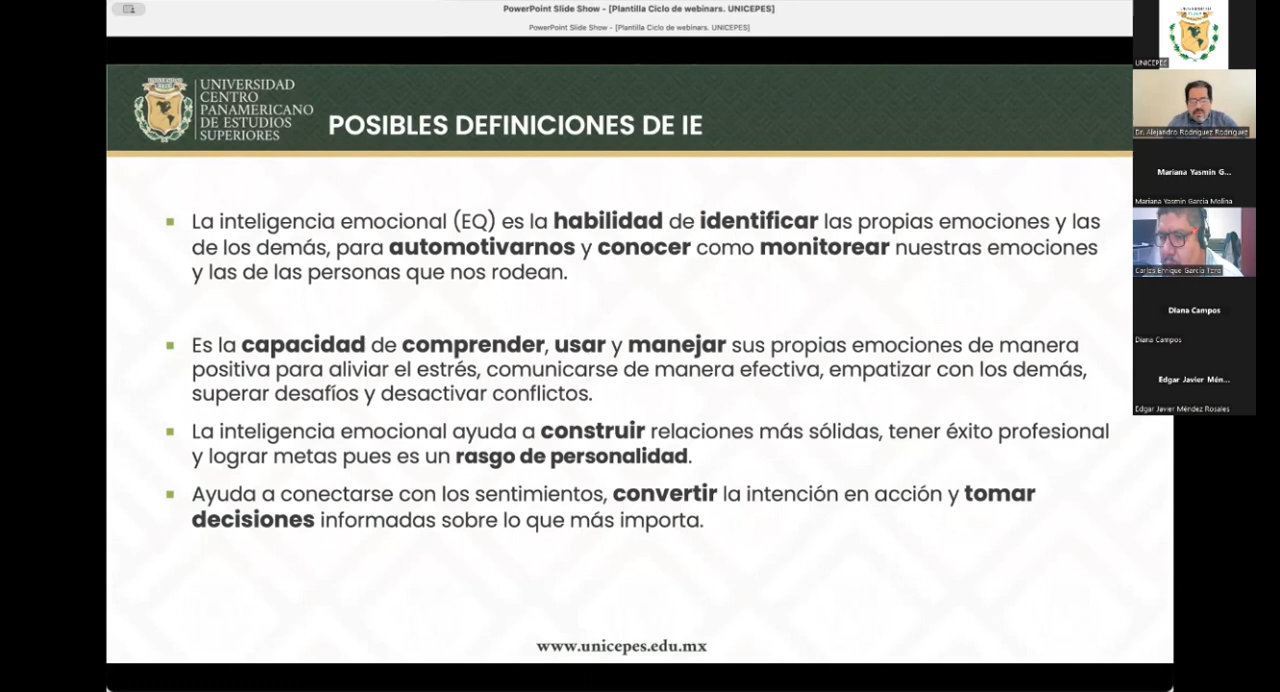 PowerPoint Slide Show - [Plantilla Ciclo de webinars. UNICEPES]
PowerPoint Slide Show - [Plantilla Ciclo de webinars. UNICEPES]
UNIVERSIDAD
CENTRO
PANAMERICANO
DE ESTUDIOS
SUPERIORES
POSIBLES DEFINICIONES DE IE
La inteligencia emocional (EQ) es la habilidad de identificar las propias emociones y las
de los demás, para automotivarnos y conocer como monitorear nuestras emociones
y las de las personas que nos rodean.
Es la capacidad de comprender, usar y manejar sus propias emociones de manera
positiva para aliviar el estrés, comunicarse de manera efectiva, empatizar con los demás,
superar desafíos y desactivar conflictos.
La inteligencia emocional ayuda a construir relaciones más sólidas, tener éxito profesional
y lograr metas pues es un rasgo de personalidad.
Ayuda a conectarse con los sentimientos, convertir la intención en acción y tomar
decisiones informadas sobre lo que más importa.
www.unicepes.edu.mx
Dr. Alejandro Rodríguez Rodríguez
Mariana Yasmin G...
Mariana Yasmin García Molina
Carlos Enrique García Toro
Diana Campos
Diana Campos
Edgar Javier Mén...
Edgar Javier Méndez Rosales